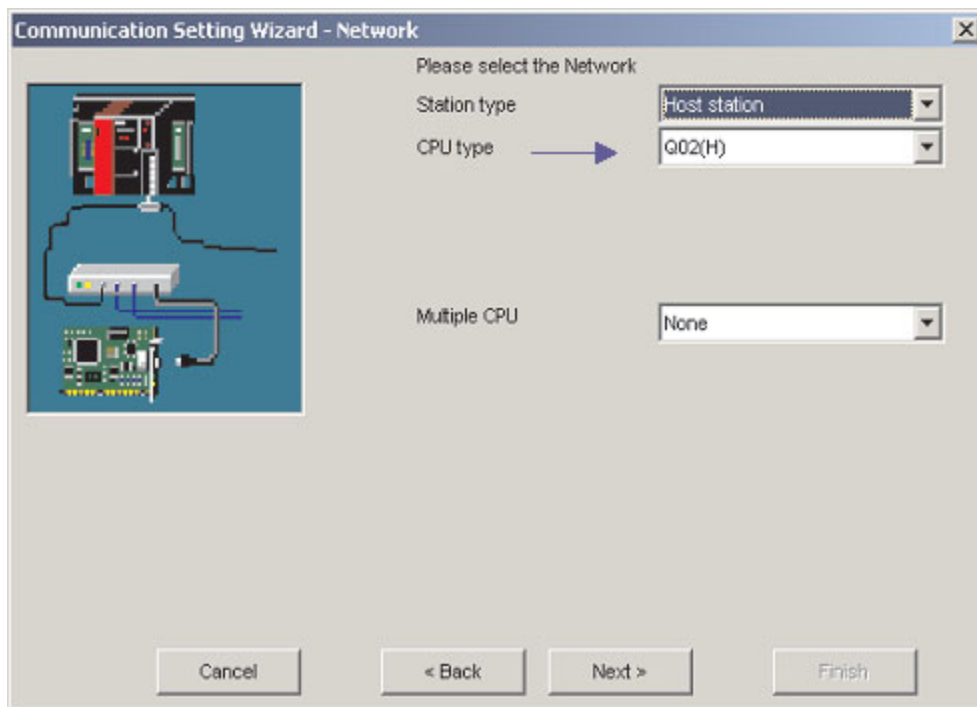 Communication Setting Wizard - Network
Please select the Network
Station type
Host station
CPU type
Q02(H)
Multiple CPU
None
Cancel
< Back
Next >
Finish